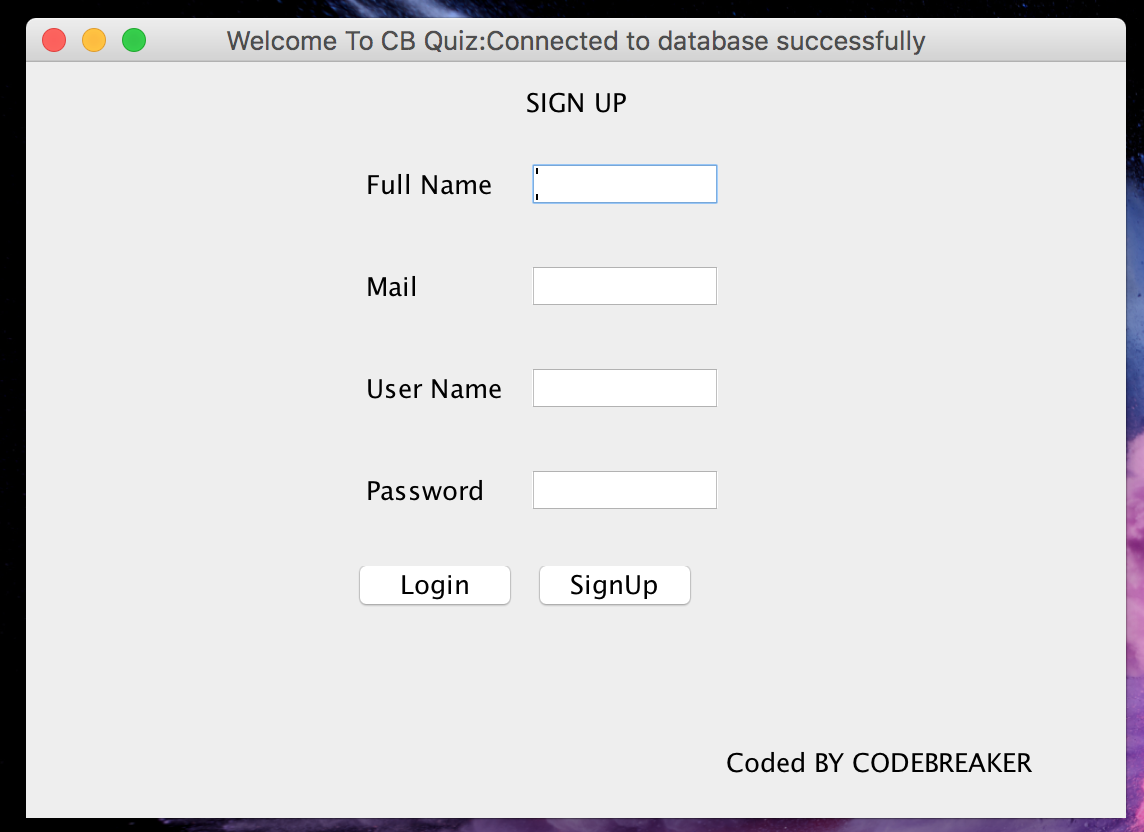 Welcome To CB Quiz:Connected to database successfully
SIGN UP
Full Name
Mail
User Name
Password
Login SignUp
Coded BY CODEBREAKER